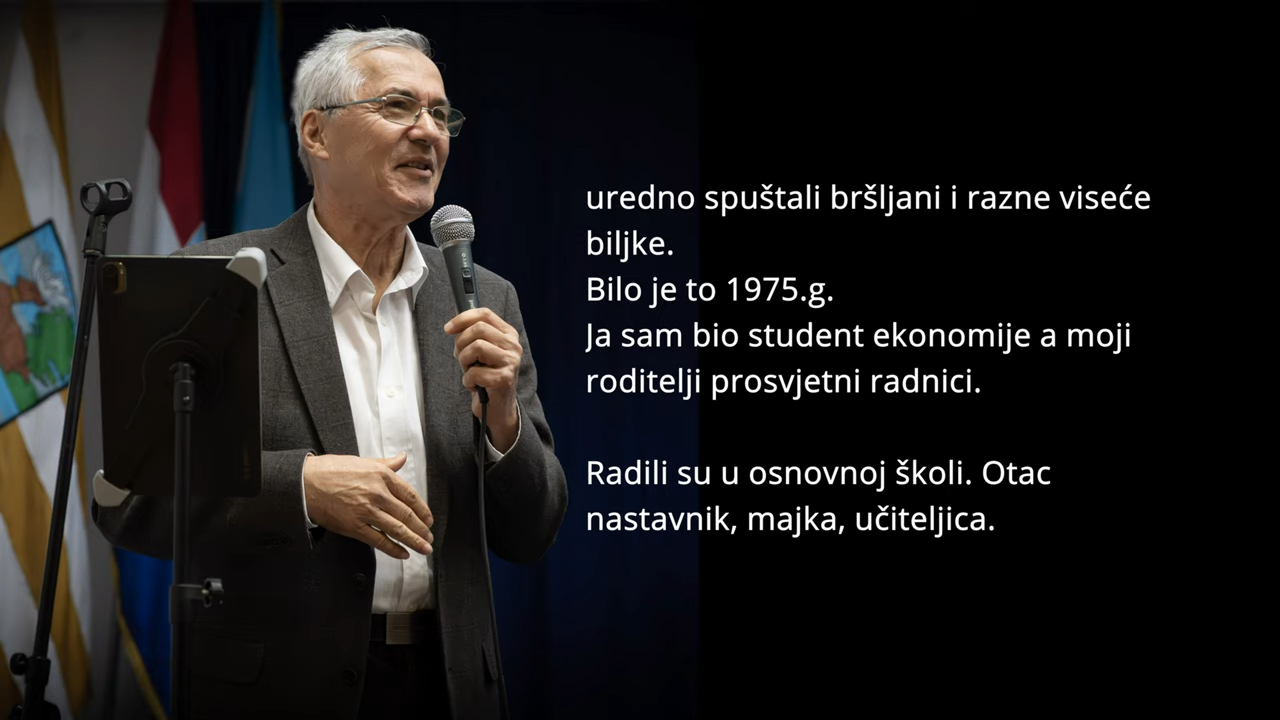 uredno spuštali bršljani i razne viseće
biljke.
Bilo je to 1975.g.
Ja sam bio student ekonomije a moji
roditelji prosvjetni radnici.
Radili su u osnovnoj školi. Otac
nastavnik, majka, učiteljica.